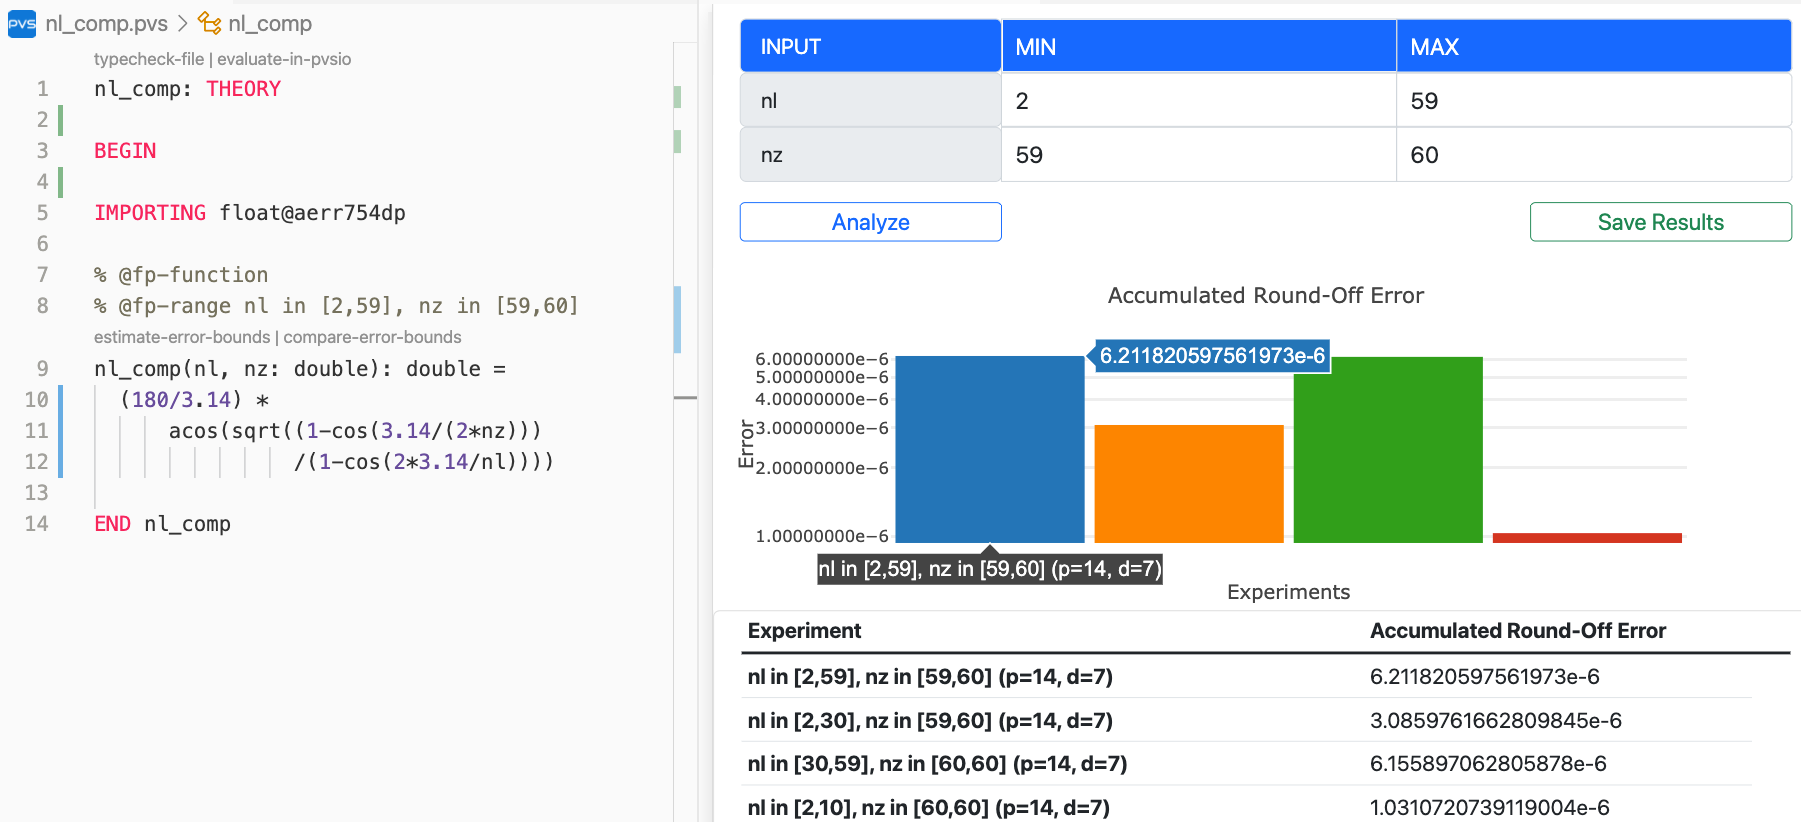 PVS nl_comp.pvs > nl_comp
typecheck-file | evaluate-in-pvsio
1 nl_comp: THEORY
2
3 BEGIN
4
5 IMPORTING float@aerr754dp
6
7 % @fp-function
8 % @fp-range nl in [2,59], nz in [59,60]
estimate-error-bounds | compare-error-bounds
9 nl_comp(nl, nz: double): double =
10 (180/3.14) *
11 acos(sqrt((1-cos(3.14/(2*nz)))
12 /(1-cos(2*3.14/nl))))
13
14 END nl_comp
INPUT MIN MAX
nl 2 59
nz 59 60
Analyze Save Results
Accumulated Round-Off Error
6.00000000e−6
5.00000000e−6
4.00000000e−6
3.00000000e−6
2.00000000e−6
1.00000000e−6
Error
6.211820597561973e-6
nl in [2,59], nz in [59,60] (p=14, d=7)
Experiments
Experiment Accumulated Round-Off Error
nl in [2,59], nz in [59,60] (p=14, d=7) 6.211820597561973e-6
nl in [2,30], nz in [59,60] (p=14, d=7) 3.0859761662809845e-6
nl in [30,59], nz in [60,60] (p=14, d=7) 6.155897062805878e-6
nl in [2,10], nz in [60,60] (p=14, d=7) 1.0310720739119004e-6